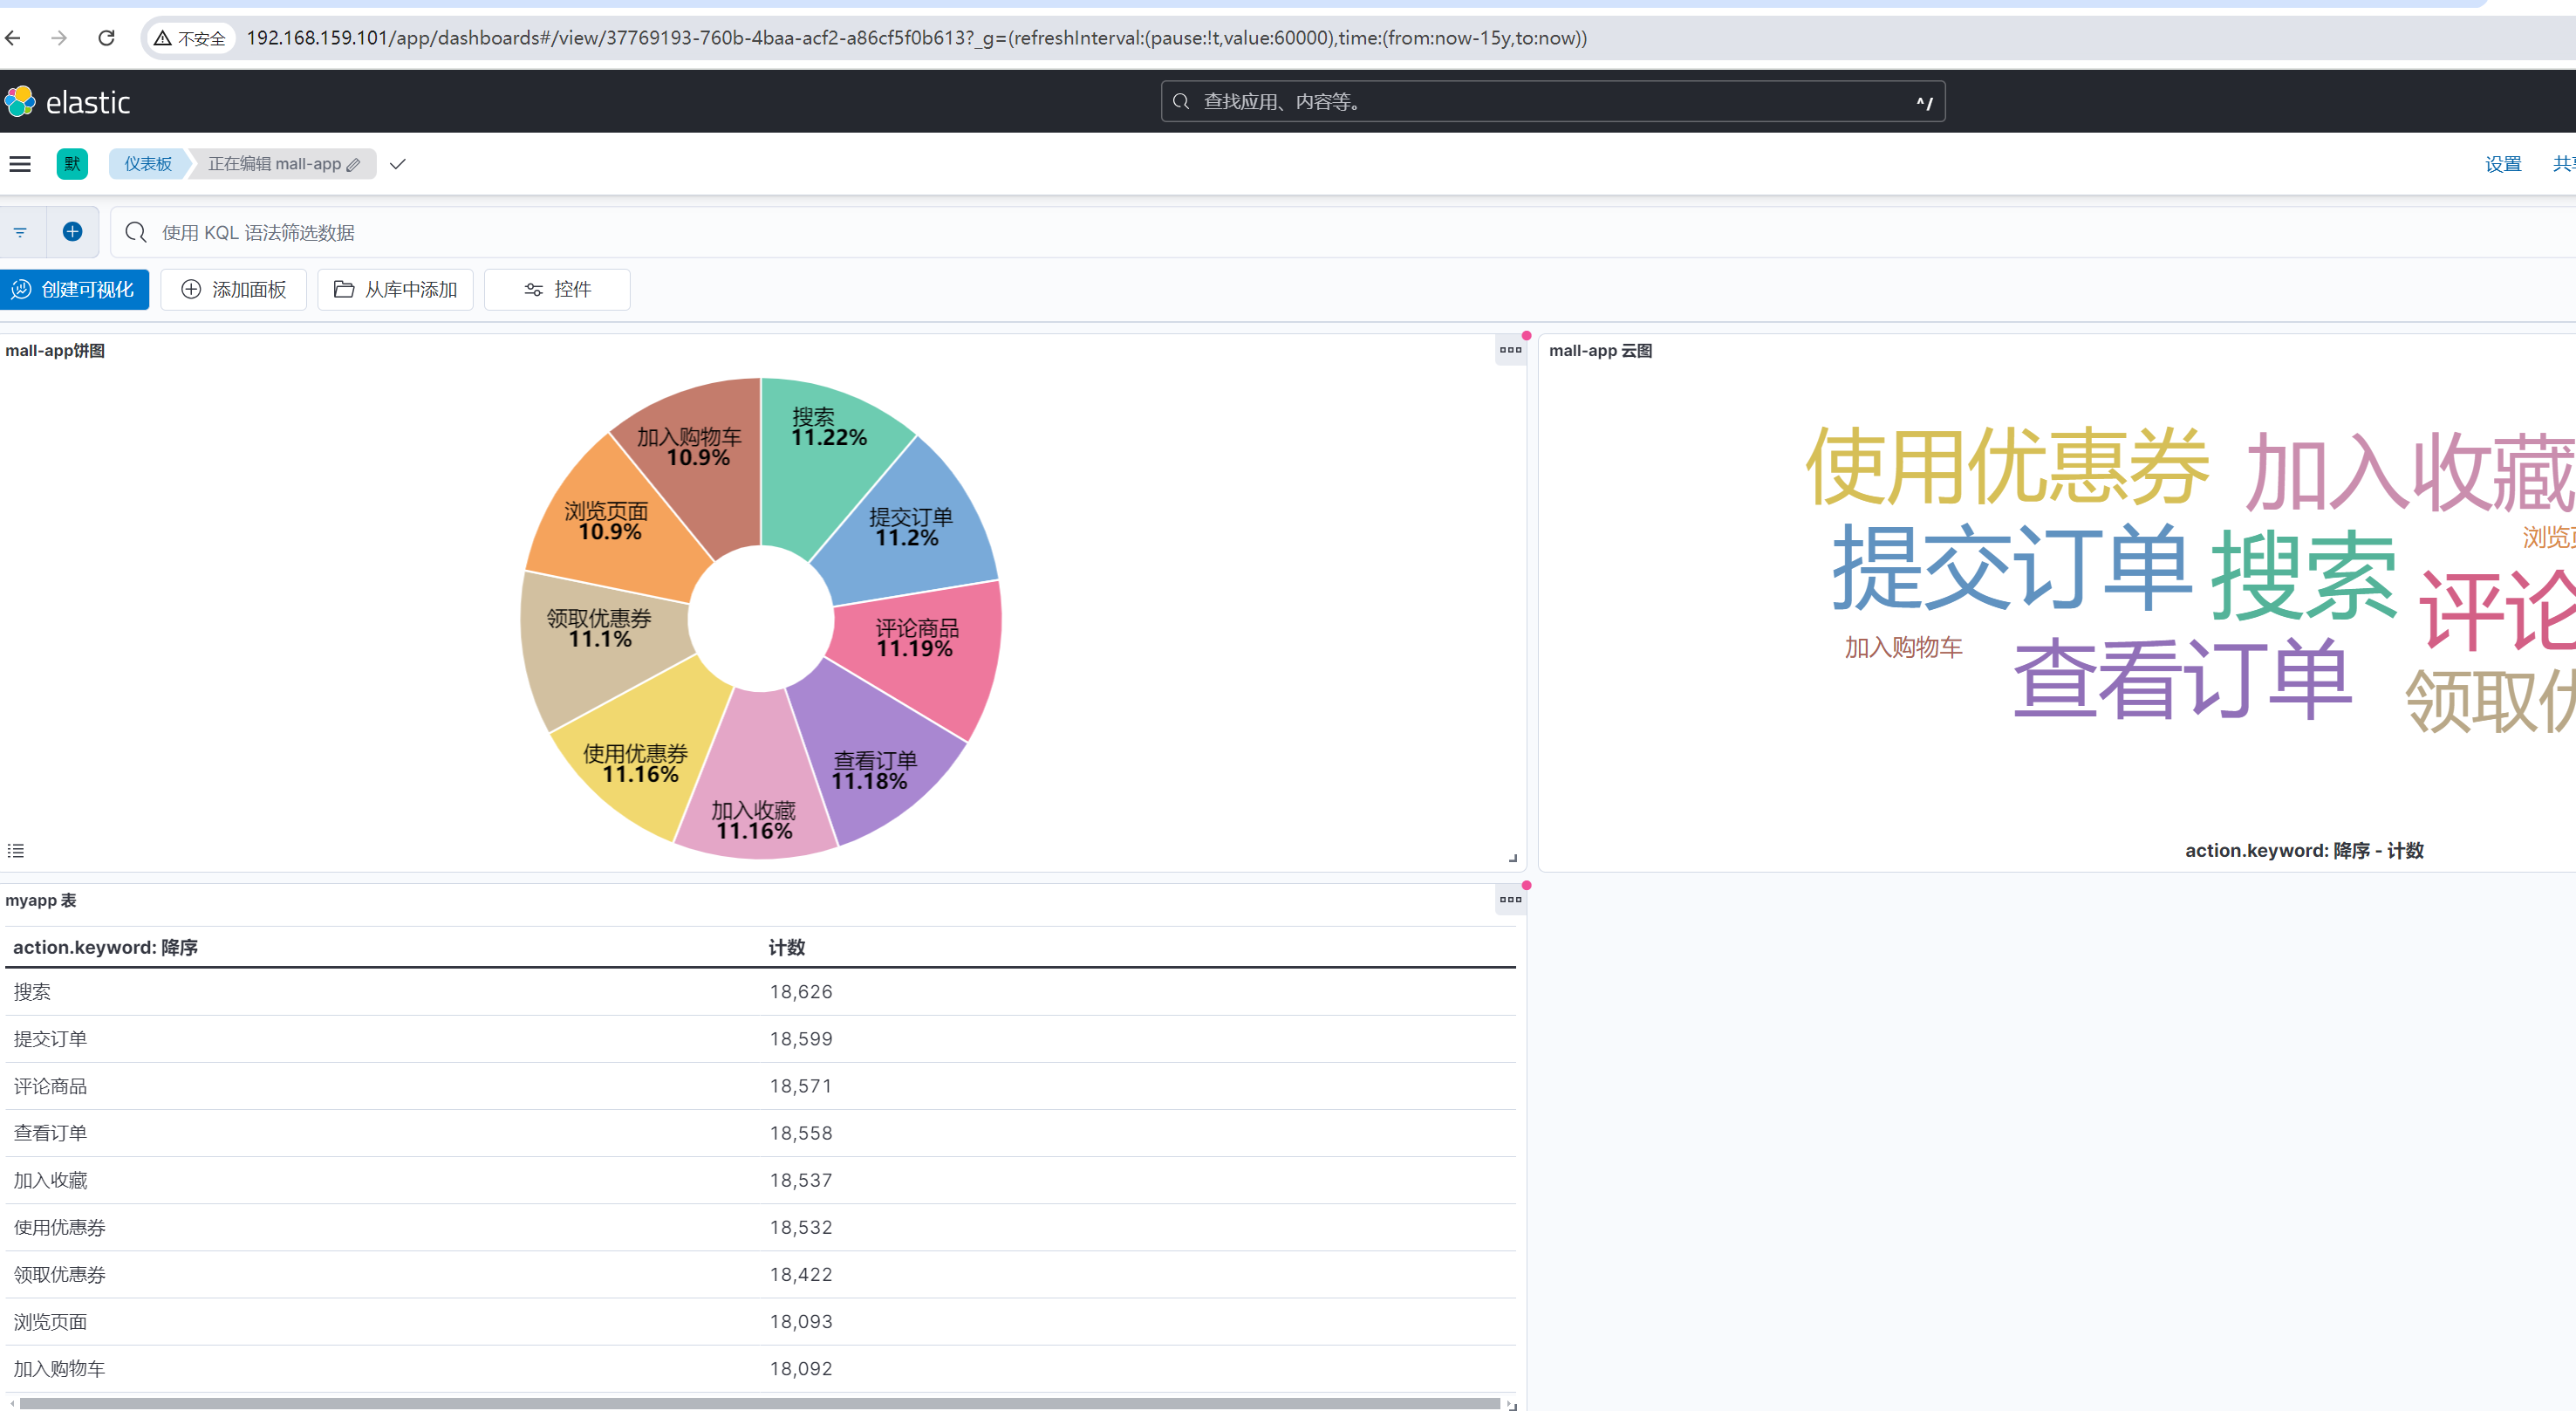 不安全 192.168.159.101/app/dashboards#/view/37769193-760b-4baa-acf2-a86cf5f0b613?_g=(refreshInterval:(pause:!t,value:60000),time:(from:now-15y,to:now))
elastic
查找应用、内容等。
^/
默
仪表板
正在编辑 mall-app
设置
共
使用 KQL 语法筛选数据
创建可视化
添加面板
从库中添加
控件
mall-app饼图
搜索
11.22%
提交订单
11.2%
评论商品
11.19%
查看订单
11.18%
加入收藏
11.16%
使用优惠券
11.16%
领取优惠券
11.1%
浏览页面
10.9%
加入购物车
10.9%
mall-app 云图
使用优惠券 加入收藏
浏览
提交订单 搜索
评论
加入购物车
查看订单
领取
action.keyword: 降序 - 计数
myapp 表
action.keyword: 降序 计数
搜索 18,626
提交订单 18,599
评论商品 18,571
查看订单 18,558
加入收藏 18,537
使用优惠券 18,532
领取优惠券 18,422
浏览页面 18,093
加入购物车 18,092